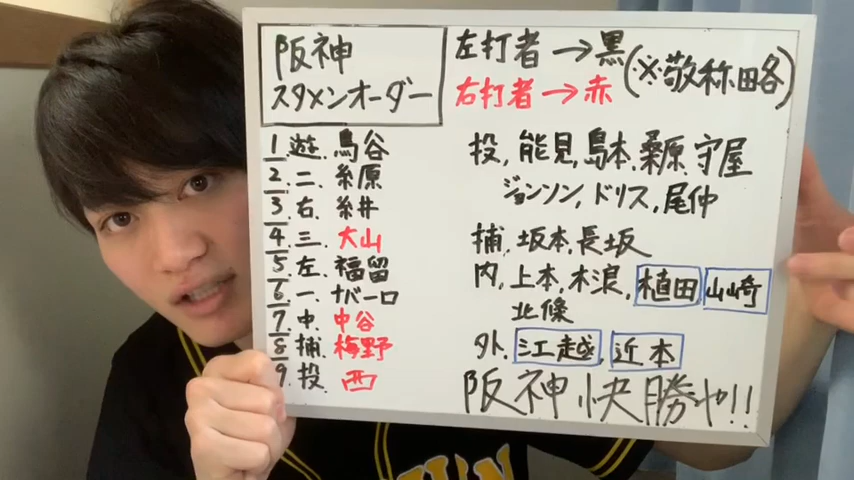 阪神
スタメンオーダー
左打者→黒
右打者→赤
(※敬称略)
1 遊. 鳥谷
2. 二. 糸原
3. 右. 糸井
4. 三. 大山
5. 左. 福留
6. 一. ナバーロ
7. 中. 中谷
8. 捕. 梅野
9. 投. 西
投, 能見, 島本, 桑原, 守屋
ジョンソン, ドリス, 尾仲
捕, 坂本, 長坂
内, 上本, 木浪, 植田 山崎
北條
外, 江越, 近本
阪神快勝や!!